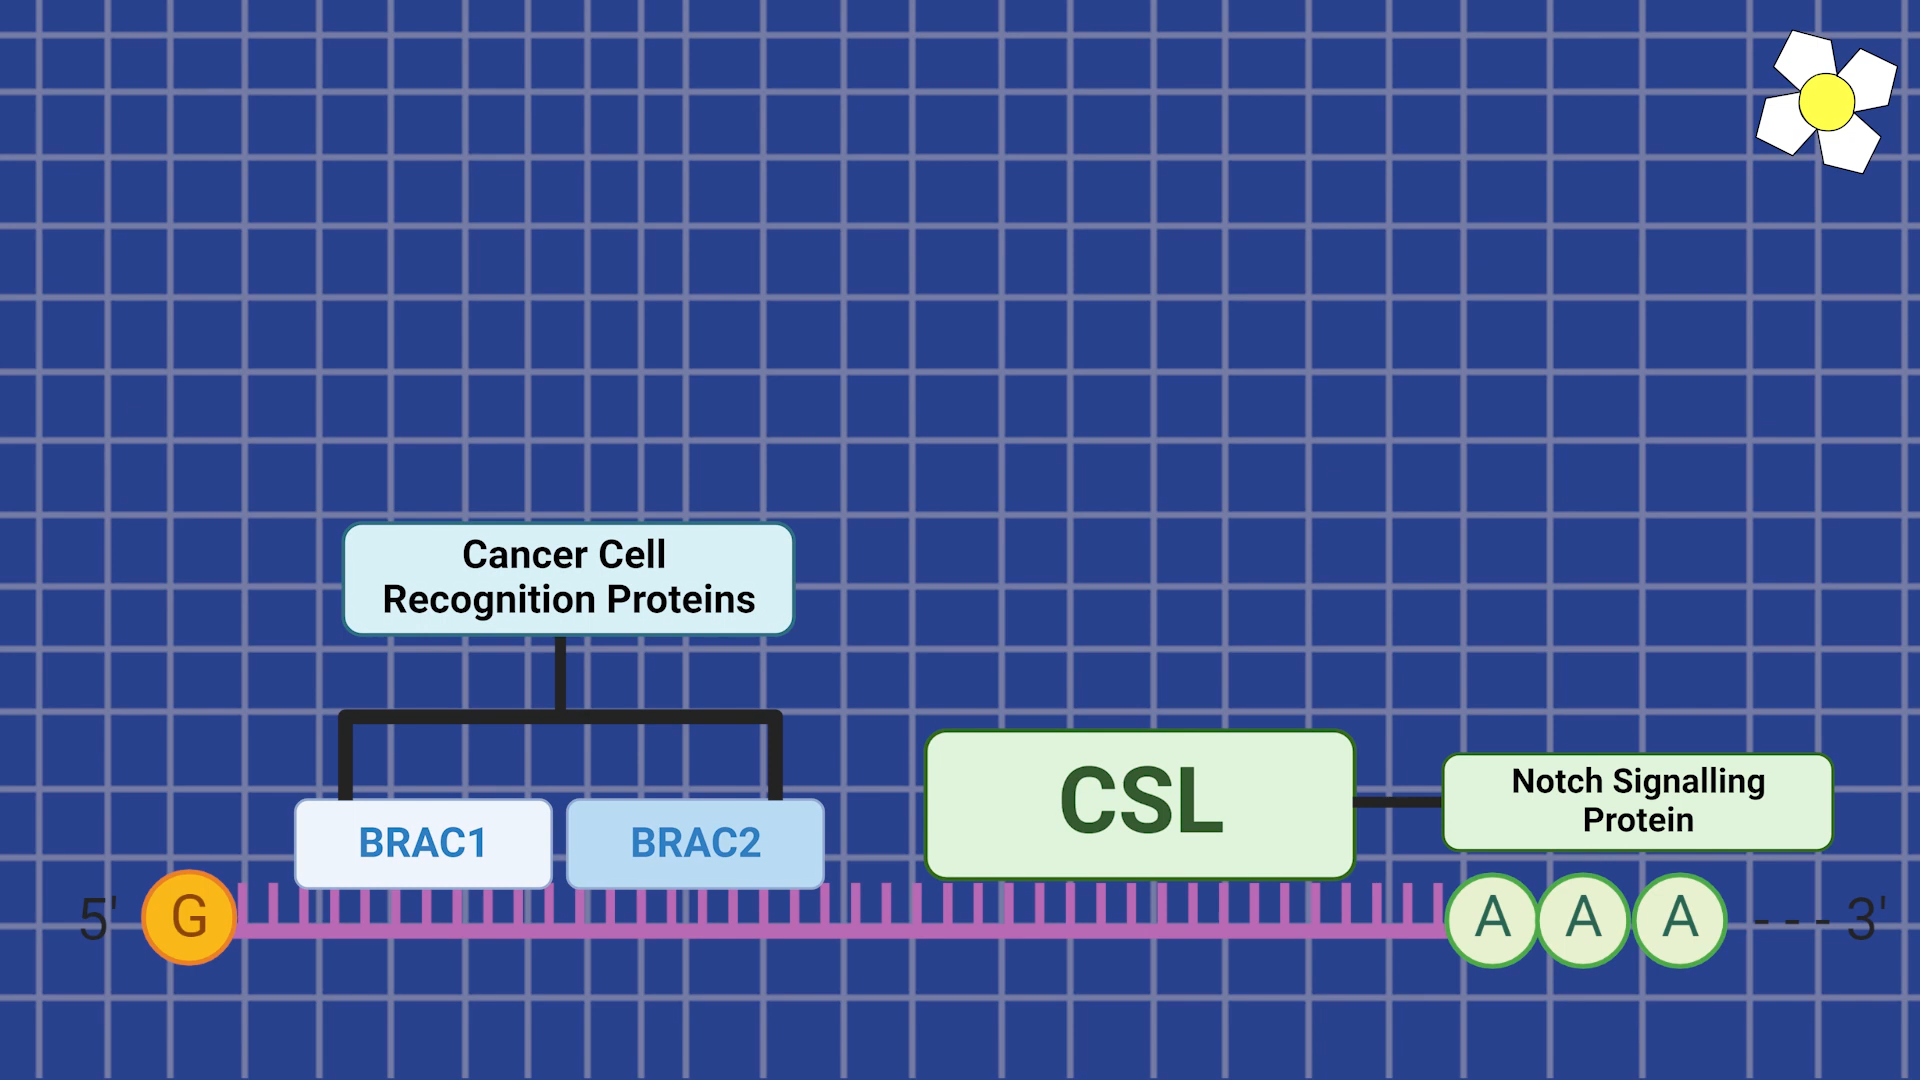 Cancer Cell
Recognition Proteins
BRAC1
BRAC2
CSL
Notch Signalling
Protein
5' G A A A - - - 3'